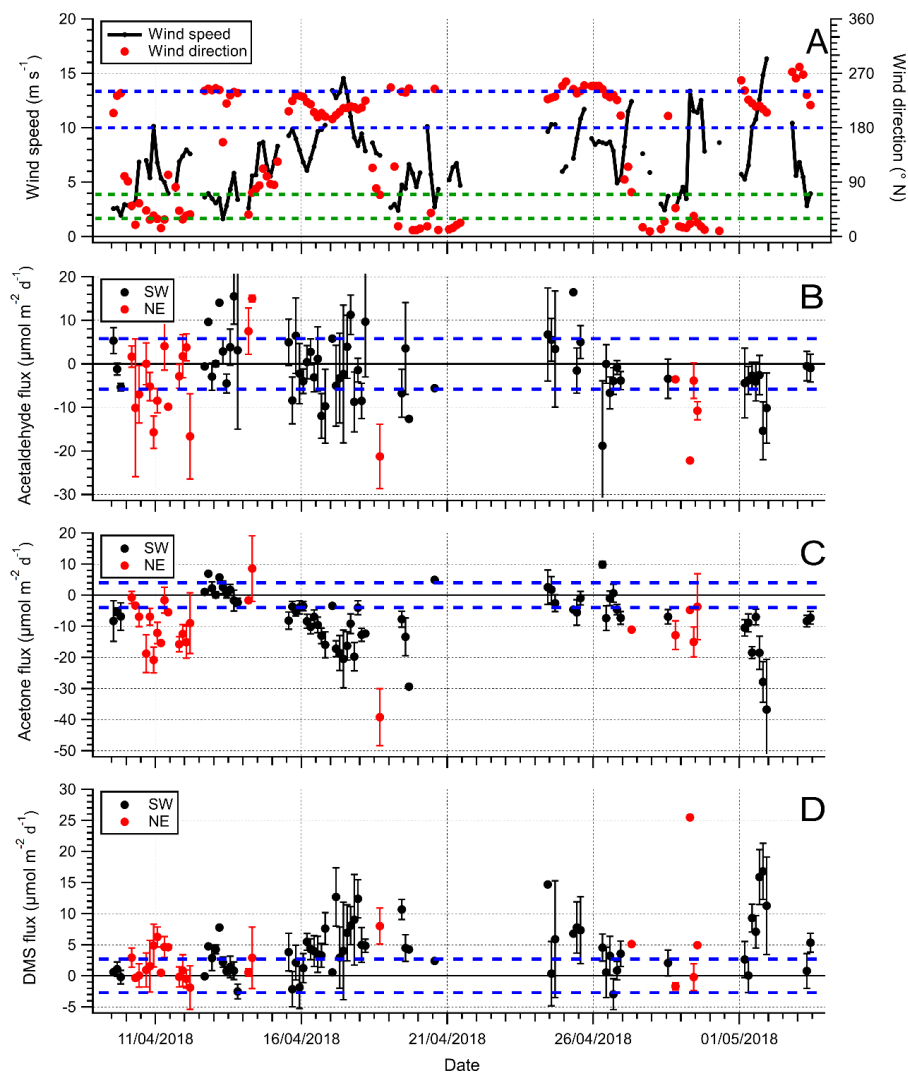 A
Wind speed
Wind direction
Wind speed (m s⁻¹)
20
15
10
5
0
360
270
180
90
0
Wind direction (° N)
B
SW
NE
Acetaldehyde flux (µmol m⁻² d⁻¹)
20
10
0
-10
-20
-30
C
SW
NE
Acetone flux (µmol m⁻² d⁻¹)
20
10
0
-10
-20
-30
-40
-50
D
SW
NE
DMS flux (µmol m⁻² d⁻¹)
30
25
20
15
10
5
0
-5
11/04/2018 16/04/2018 21/04/2018 26/04/2018 01/05/2018
Date